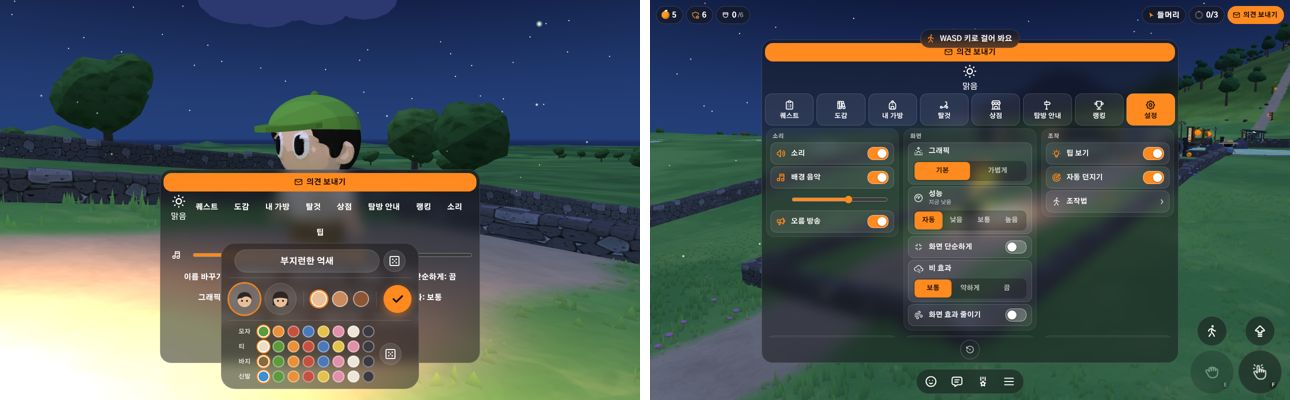 의견 보내기
맑음
퀘스트 도감 내 가방 탈것 상점 탐방 안내 랭킹 소리
팁
이름 바꾸기
단순하게: 끔
그래픽
: 보통
부지런한 억새
모자
티
바지
신발
5 6 0/6
들머리 0/3 의견 보내기
WASD 키로 걸어 봐요
의견 보내기
맑음
퀘스트 도감 내 가방 탈것 상점 탐방 안내 랭킹 설정
소리
소리
배경 음악
오름 방송
화면
그래픽
기본 가볍게
성능
지금 낮음
자동 낮음 보통 높음
화면 단순하게
비 효과
보통 약하게 끔
화면 효과 줄이기
조작
팁 보기
자동 던지기
조작법
E
F